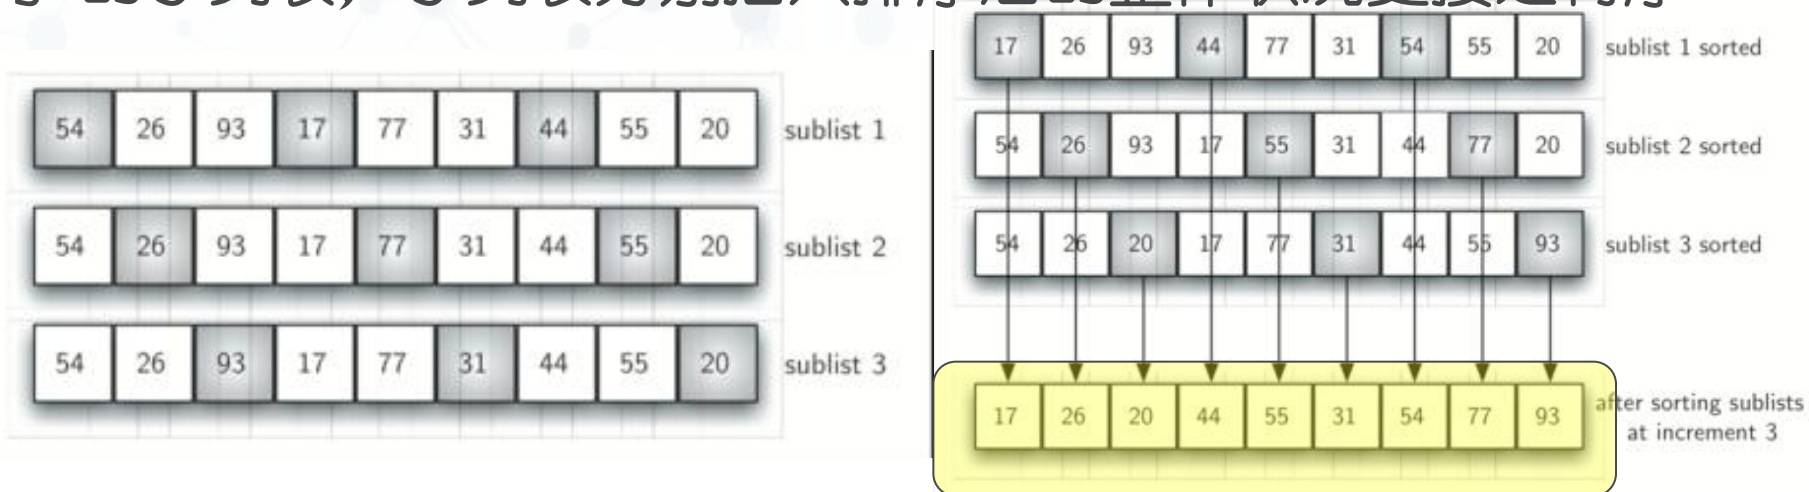 54 26 93 17 77 31 44 55 20 sublist 1
54 26 93 17 77 31 44 55 20 sublist 2
54 26 93 17 77 31 44 55 20 sublist 3
17 26 93 44 77 31 54 55 20 sublist 1 sorted
54 26 93 17 55 31 44 77 20 sublist 2 sorted
54 26 20 17 77 31 44 55 93 sublist 3 sorted
17 26 20 44 55 31 54 77 93 after sorting sublists
at increment 3